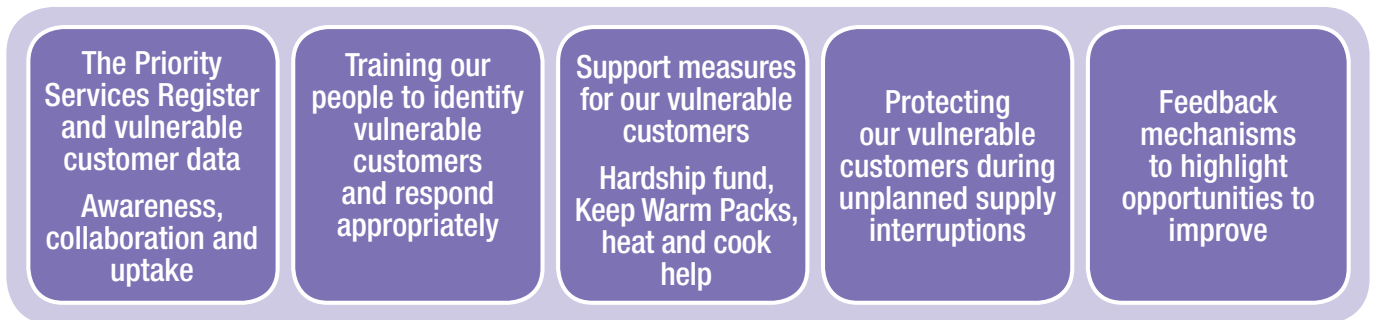 The Priority
Services Register
and vulnerable
customer data
Awareness,
collaboration and
uptake
Training our
people to identify
vulnerable
customers
and respond
appropriately
Support measures
for our vulnerable
customers
Hardship fund,
Keep Warm Packs,
heat and cook
help
Protecting
our vulnerable
customers during
unplanned supply
interruptions
Feedback
mechanisms
to highlight
opportunities to
improve